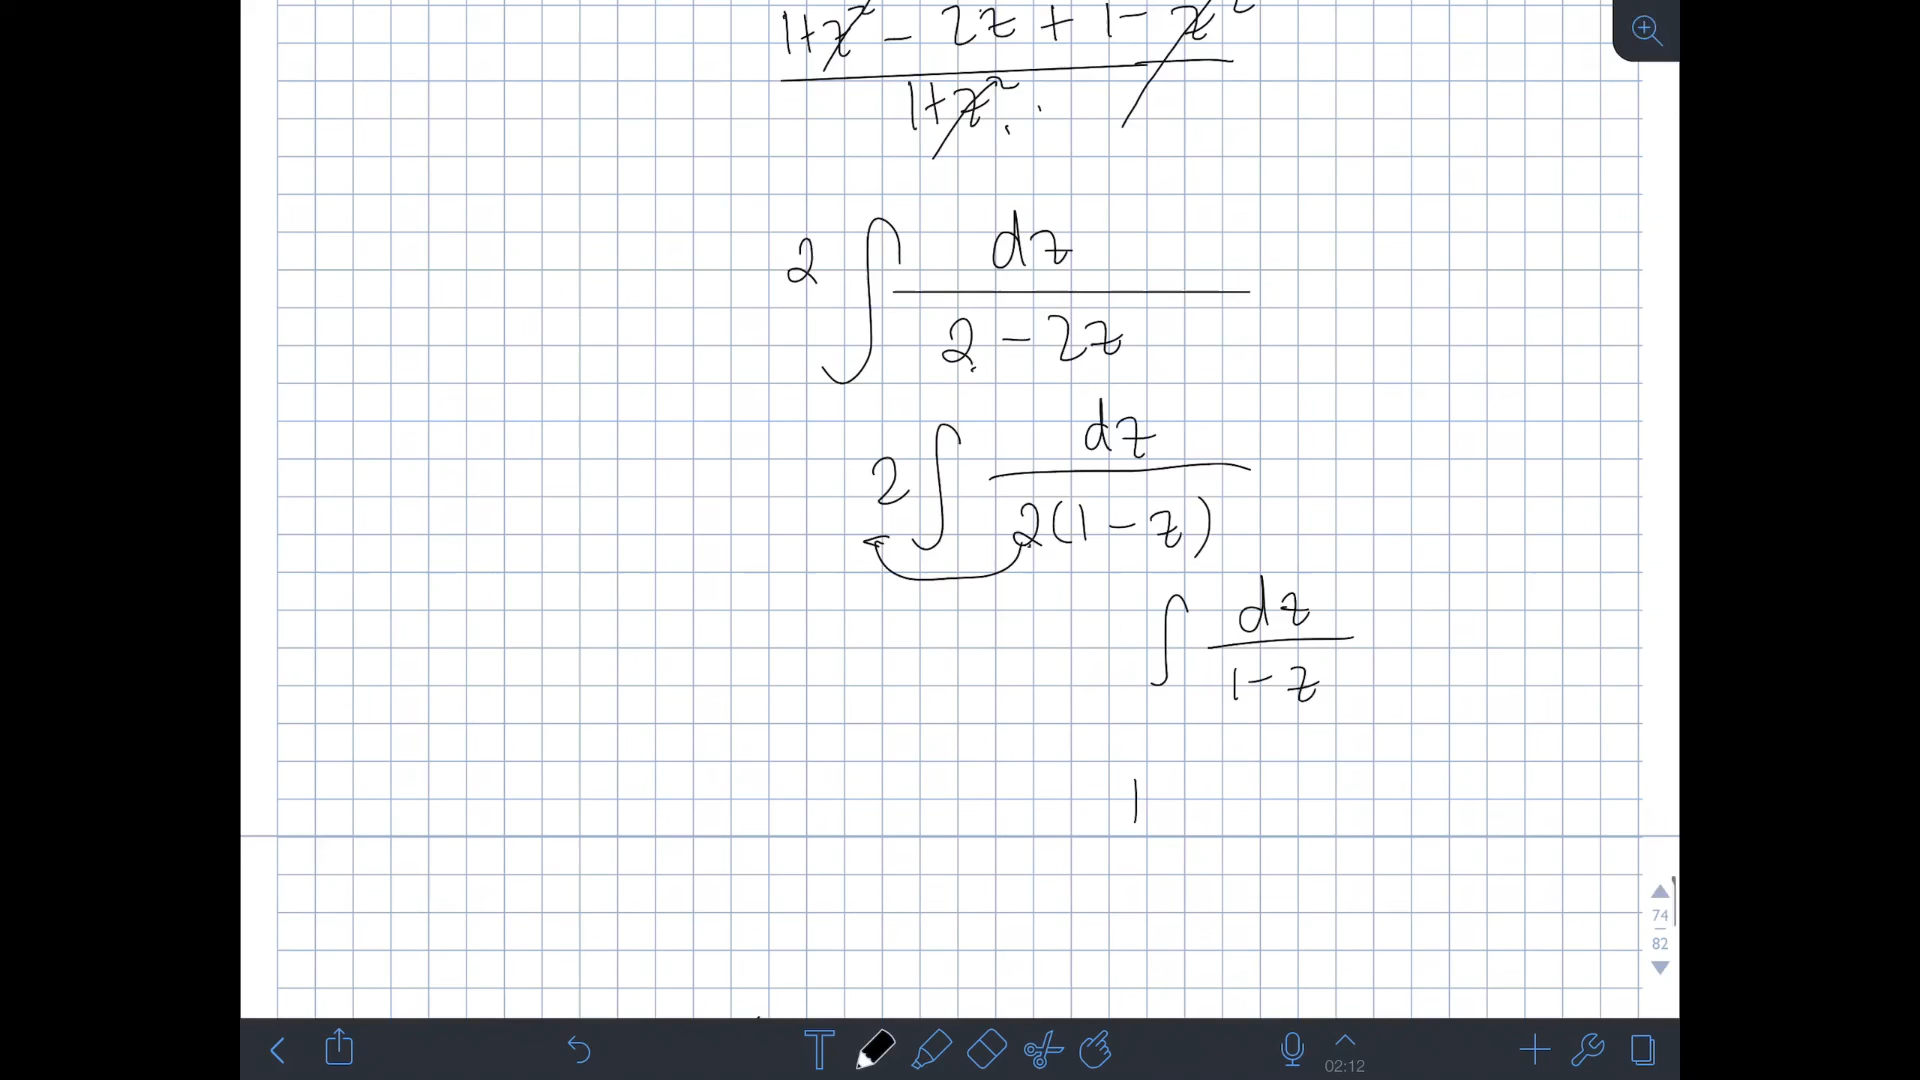 1+z² - 2z + 1 - z²
1+z²
2 ∫ dz
2 - 2z
2 ∫ dz
2(1 - z)
∫ dz
1 - z
1
74
82
T
02:12